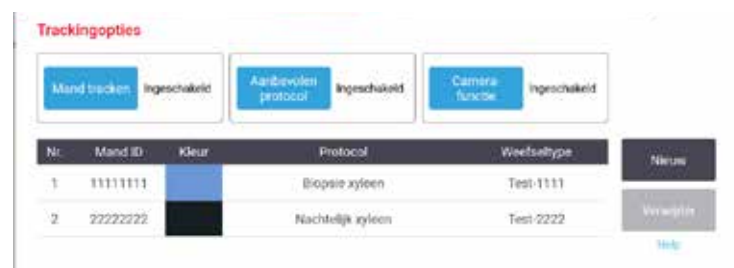 Trackingopties
Mand tracken Ingeschakeld
Aanbevolen protocol Ingeschakeld
Camera functie Ingeschakeld
Nr. Mand ID Kleur Protocol Weefseltype
1 11111111 Biopsie xyleen Test-1111
2 22222222 Nachtelijk xyleen Test-2222
Nieuw
Verwijder
Help